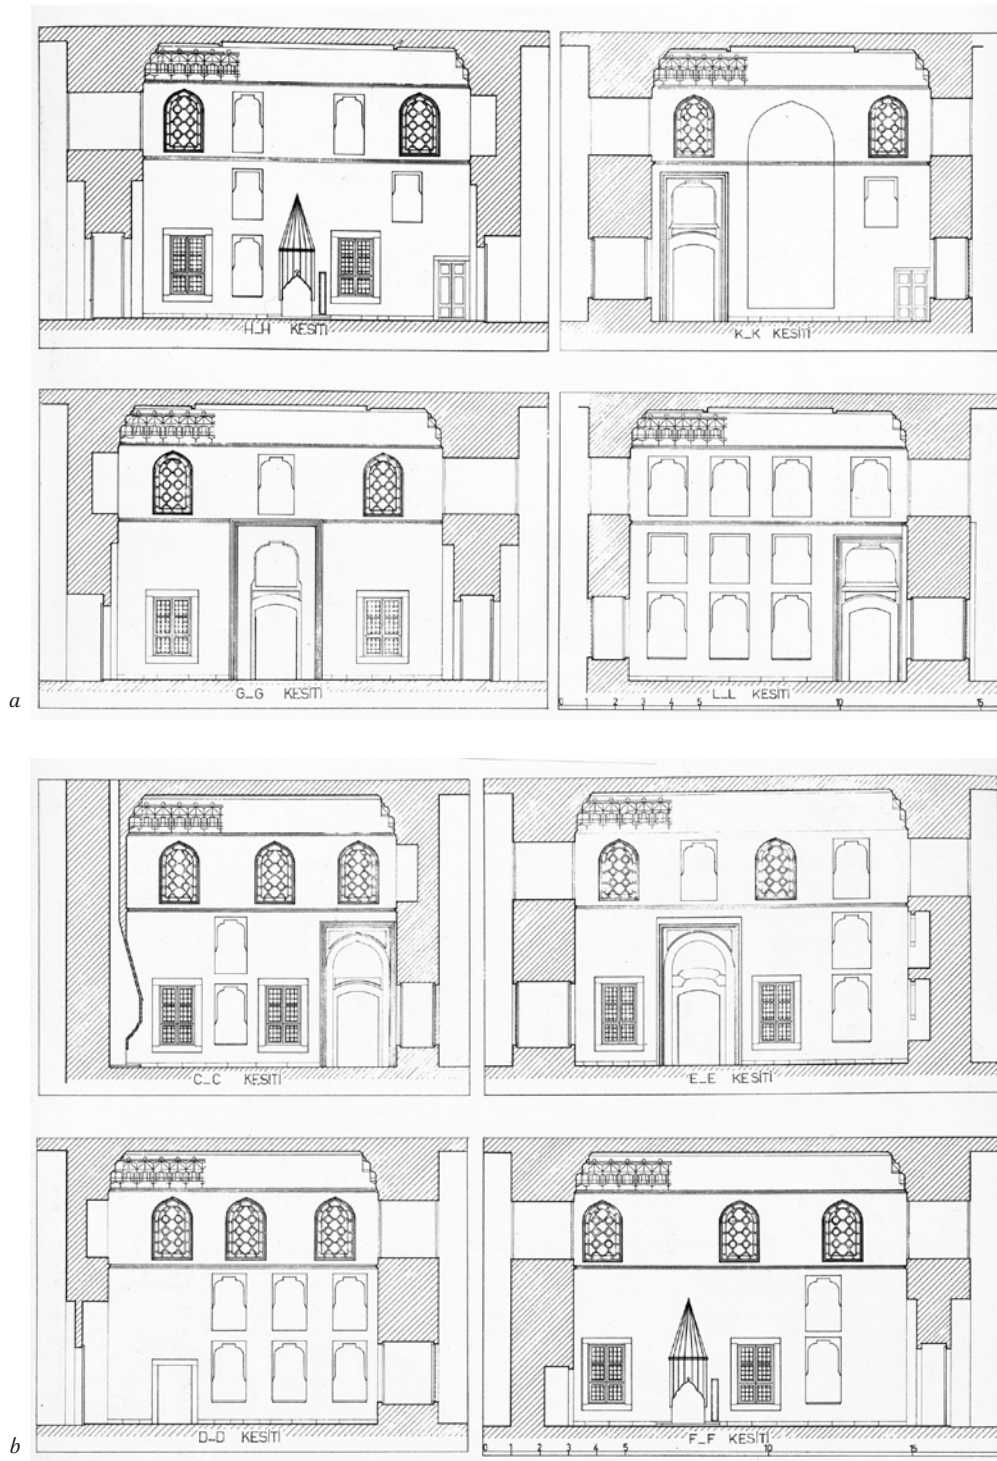 H_H KESİTİ
K_K KESİTİ
G_G KESİTİ
L_L KESİTİ
0 1 2 3 4 5 10 15
a
C_C KESİTİ
E_E KESİTİ
D_D KESİTİ
F_F KESİTİ
0 1 2 3 4 5 10 15
b